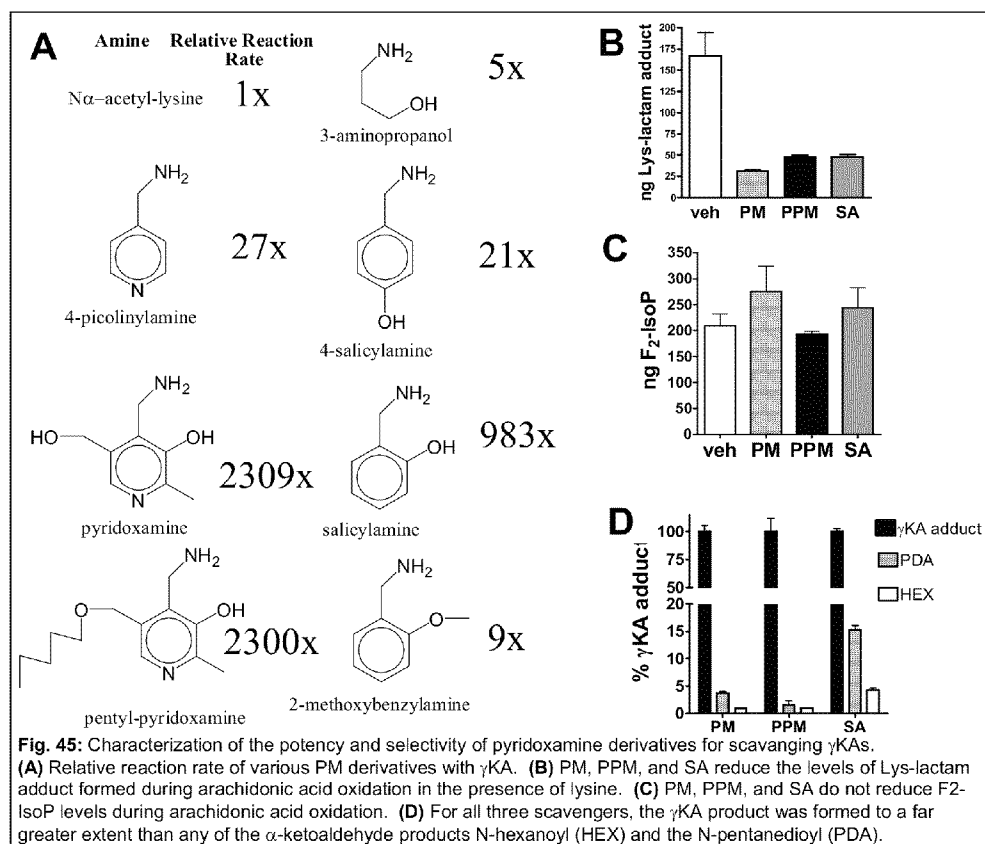 A
Amine Relative Reaction
Rate
Nα−acetyl-lysine 1x
NH2
OH
3-aminopropanol
5x
NH2
N
4-picolinylamine
27x
NH2
OH
4-salicylamine
21x
NH2
HO
OH
N
pyridoxamine
2309x
NH2
OH
salicylamine
983x
NH2
O
OH
N
pentyl-pyridoxamine
2300x
NH2
O
2-methoxybenzylamine
9x
B
ng Lys-lactam adduct
200
175
150
125
100
75
50
25
0
veh PM PPM SA
C
ng F2-IsoP
350
300
250
200
150
100
50
0
veh PM PPM SA
D
% γKA adduct
100
75
50
20
15
10
5
0
PM PPM SA
γKA adduct
PDA
HEX
Fig. 45: Characterization of the potency and selectivity of pyridoxamine derivatives for scavanging γKAs.
(A) Relative reaction rate of various PM derivatives with γKA. (B) PM, PPM, and SA reduce the levels of Lys-lactam
adduct formed during arachidonic acid oxidation in the presence of lysine. (C) PM, PPM, and SA do not reduce F2-
IsoP levels during arachidonic acid oxidation. (D) For all three scavengers, the γKA product was formed to a far
greater extent than any of the α-ketoaldehyde products N-hexanoyl (HEX) and the N-pentanedioyl (PDA).